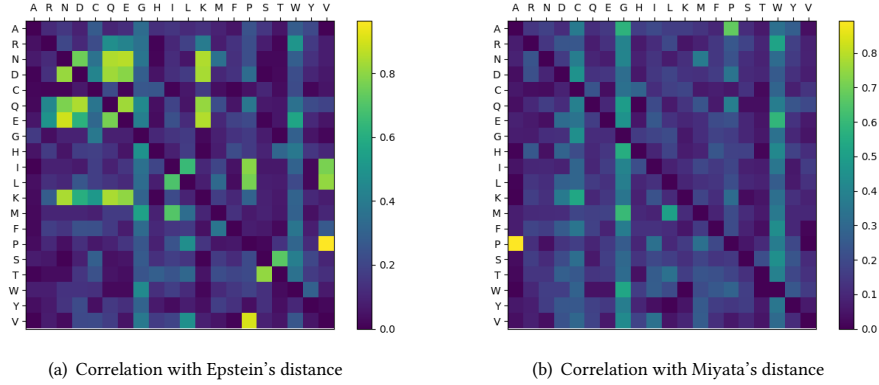 A R N D C Q E G H I L K M F P S T W Y V
A
R
N
D
C
Q
E
G
H
I
L
K
M
F
P
S
T
W
Y
V
0.8
0.6
0.4
0.2
0.0
(a) Correlation with Epstein's distance
A R N D C Q E G H I L K M F P S T W Y V
A
R
N
D
C
Q
E
G
H
I
L
K
M
F
P
S
T
W
Y
V
0.8
0.7
0.6
0.5
0.4
0.3
0.2
0.1
0.0
(b) Correlation with Miyata's distance